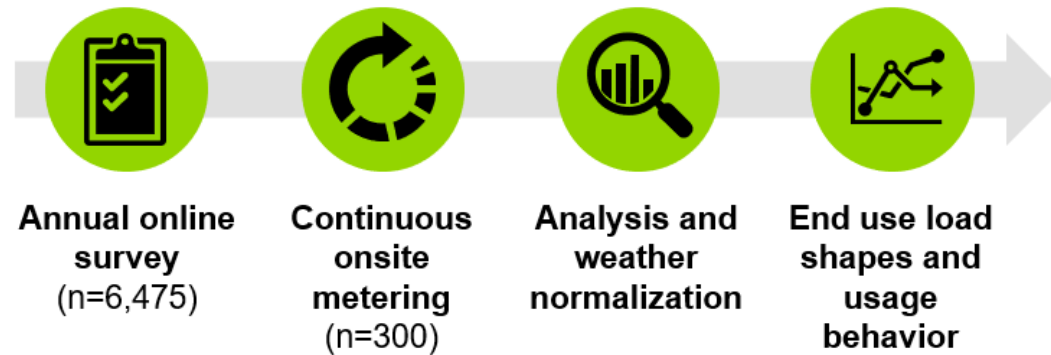 Annual online
survey
(n=6,475)
Continuous
onsite
metering
(n=300)
Analysis and
weather
normalization
End use load
shapes and
usage
behavior